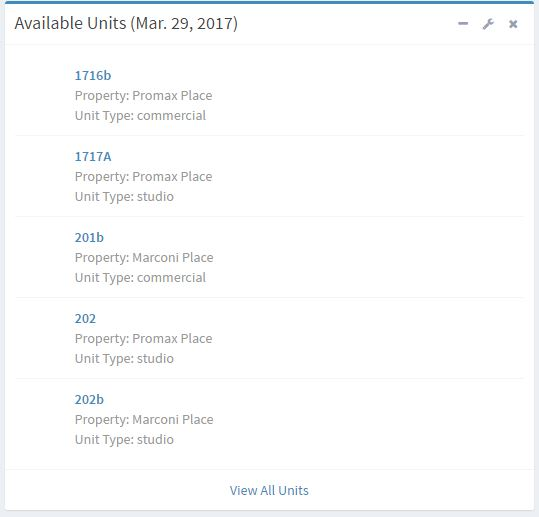 Available Units (Mar. 29, 2017)
1716b
Property: Promax Place
Unit Type: commercial
1717A
Property: Promax Place
Unit Type: studio
201b
Property: Marconi Place
Unit Type: commercial
202
Property: Promax Place
Unit Type: studio
202b
Property: Marconi Place
Unit Type: studio
View All Units